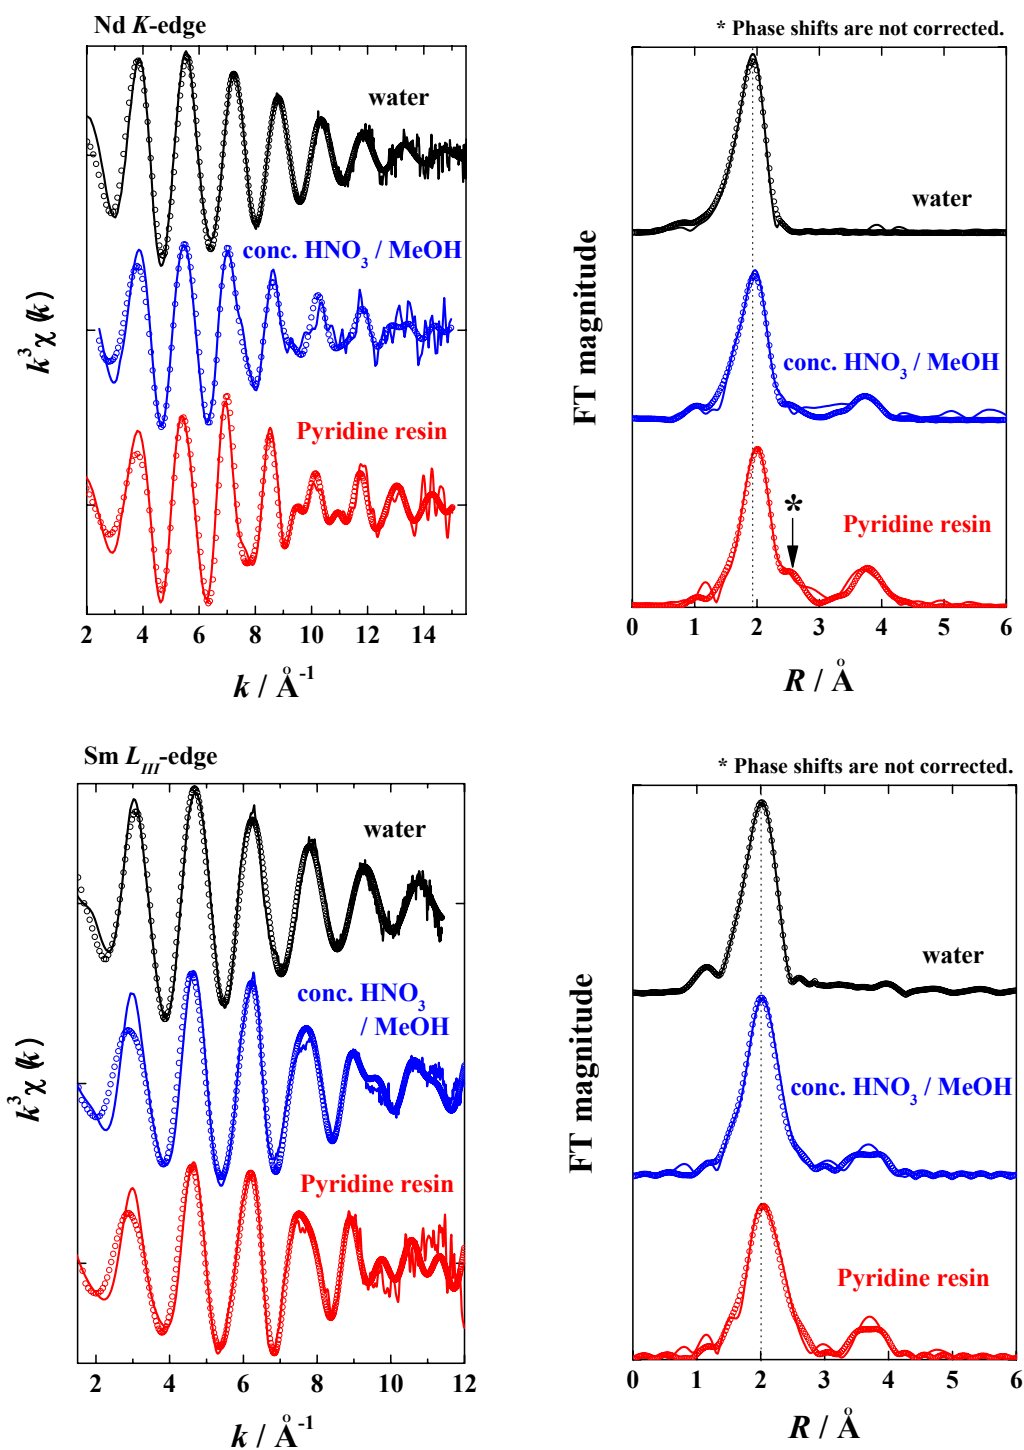 Nd K-edge
water
conc. HNO₃ / MeOH
Pyridine resin
k³χ (k)
2 4 6 8 10 12 14
k / Å⁻¹
* Phase shifts are not corrected.
water
conc. HNO₃ / MeOH
*
Pyridine resin
FT magnitude
0 1 2 3 4 5 6
R / Å
Sm L_III-edge
water
conc. HNO₃
/ MeOH
Pyridine resin
k³χ (k)
2 4 6 8 10 12
k / Å⁻¹
* Phase shifts are not corrected.
water
conc. HNO₃ / MeOH
Pyridine resin
FT magnitude
0 1 2 3 4 5 6
R / Å